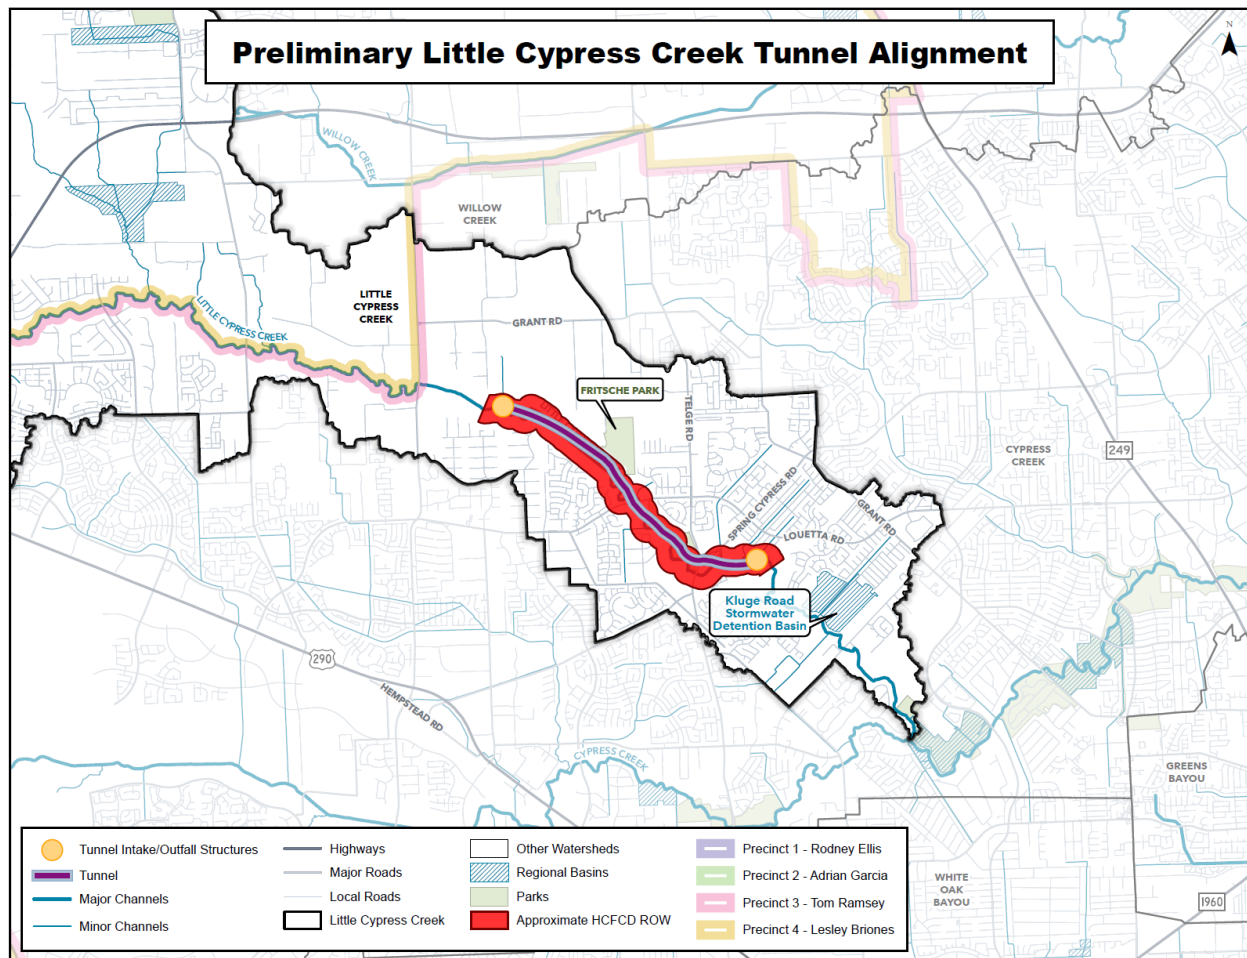 Preliminary Little Cypress Creek Tunnel Alignment
N
WILLOW CREEK
WILLOW
CREEK
LITTLE
CYPRESS
CREEK
LITTLE CYPRESS CREEK
GRANT RD
FRITSCHE PARK
TELGE RD
CYPRESS
CREEK
249
SPRING CYPRESS RD
GRANT RD
LOUETTA RD
Kluge Road
Stormwater
Detention Basin
290
HEMPSTEAD RD
CYPRESS CREEK
GREENS
BAYOU
WHITE
OAK
BAYOU
1960
Tunnel Intake/Outfall Structures
Tunnel
Major Channels
Minor Channels
Highways
Major Roads
Local Roads
Little Cypress Creek
Other Watersheds
Regional Basins
Parks
Approximate HCFCD ROW
Precinct 1 - Rodney Ellis
Precinct 2 - Adrian Garcia
Precinct 3 - Tom Ramsey
Precinct 4 - Lesley Briones